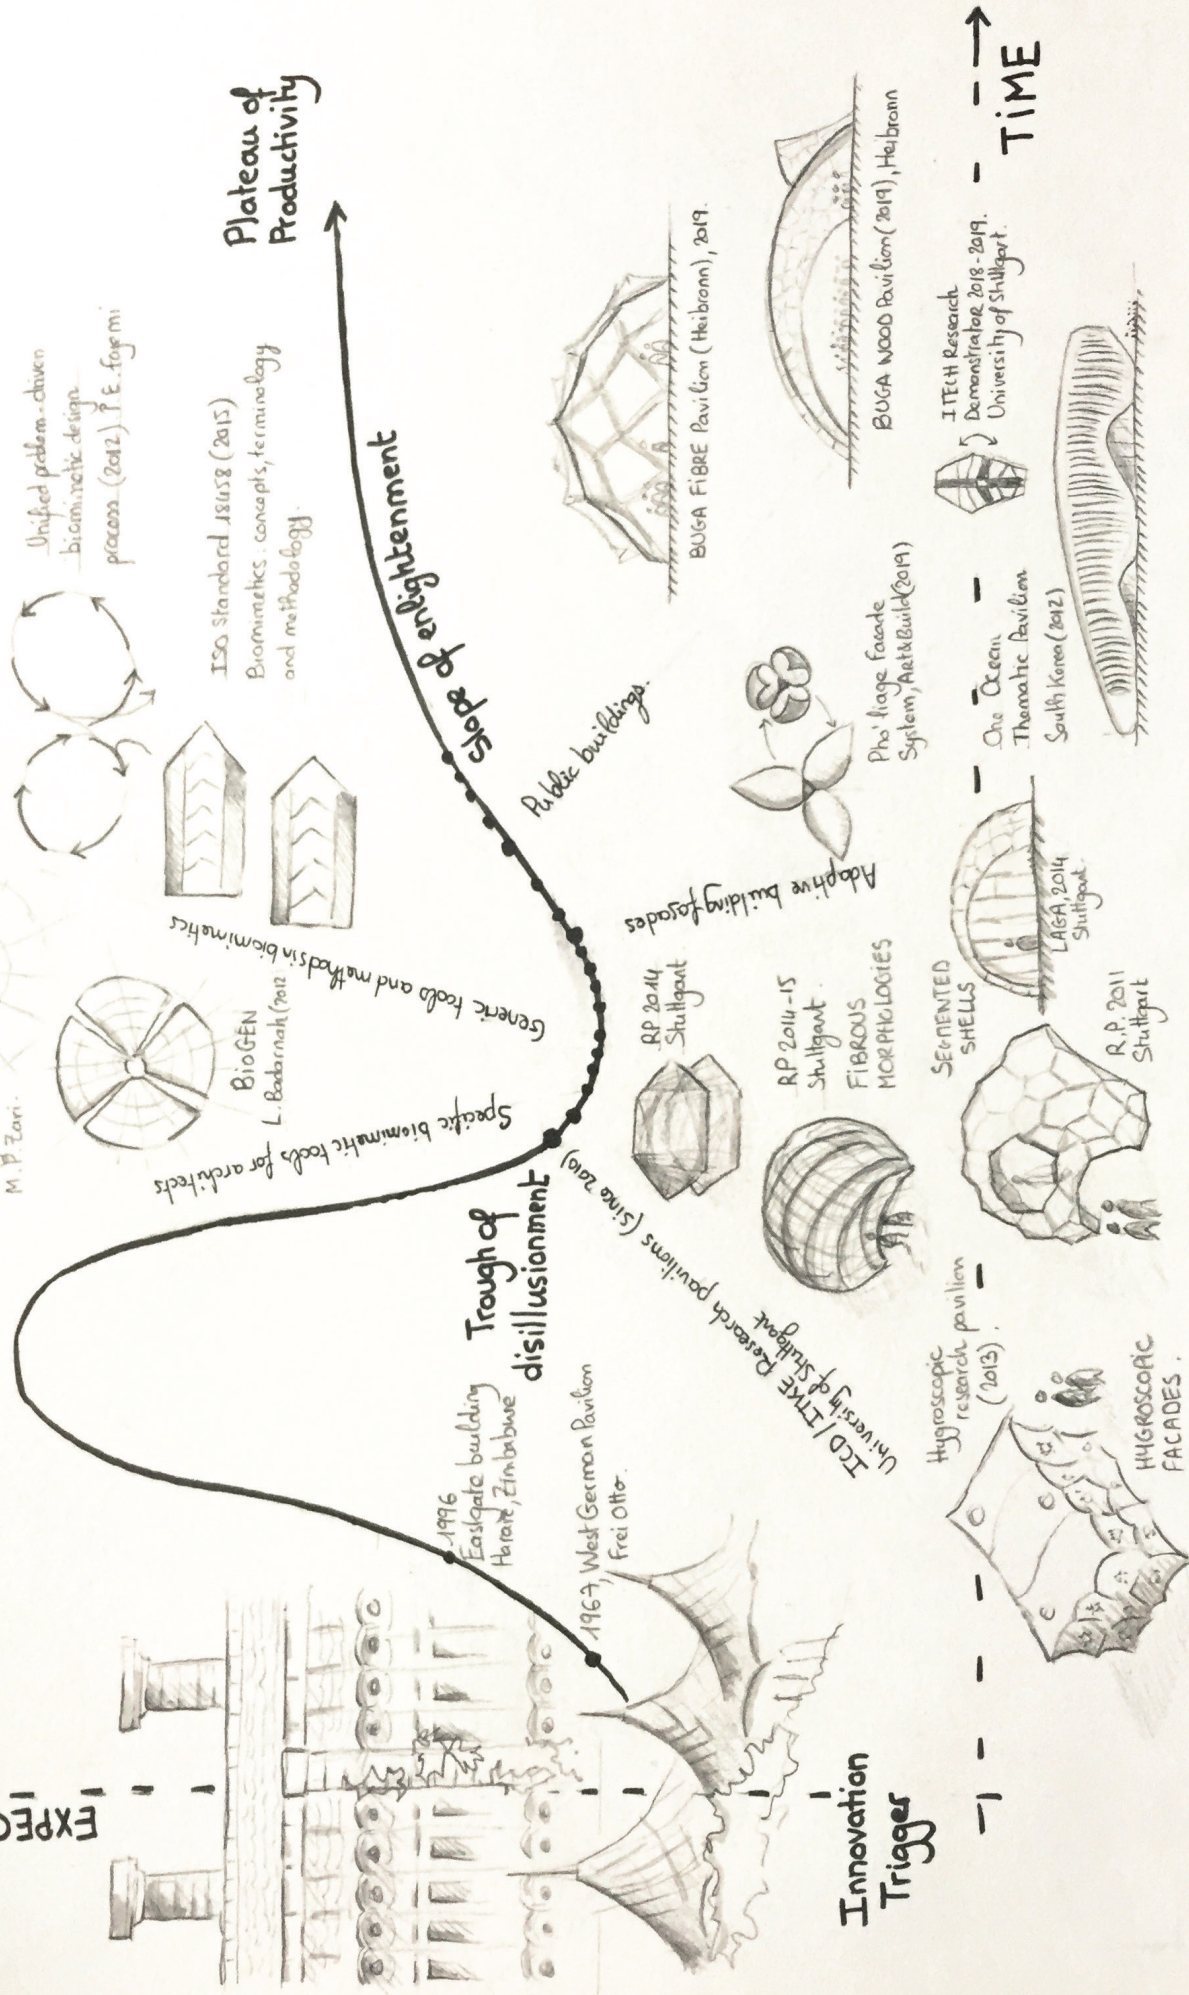 EXPEC
M.P. Zari.
BioGEN
L. Badarnah (2012
Specific biomimetic tools for architects
Generic tools and methods in biomimetics
Unified problem-driven
biomimetic design
process (2012) P.E. Fayemi
ISO Standard 18458 (2015)
Biomimetics: concepts, terminology
and methodology.
Plateau of
Productivity
Slope of enlightenment
Trough of
disillusionment
1996
Eastgate building
Harare, Zimbabwe
1967, West German Pavilion
Frei Otto.
Innovation
Trigger
ICD/ITKE Research pavilions (Since 2010)
University of Stuttgart
RP 2014
Stuttgart
RP 2014-15
Stuttgart.
FIBROUS
MORPHOLOGIES
Adaptive building façades
Public buildings.
Pho'liage Facade
System, Art&Build (2019)
BUGA FIBRE Pavilion (Heibronn), 2019.
BUGA WOOD Pavilion (2019), Heibronn
Hygroscopic
research pavilion
(2013).
HYGROSCOPIC
FACADES.
SEGMENTED
SHELLS
R.P. 2011
Stuttgart
LAGA, 2014
Stuttgart.
One Ocean
Thematic Pavilion
South Korea (2012)
ITECH Research
Demonstrator 2018-2019.
University of Stuttgart.
TIME